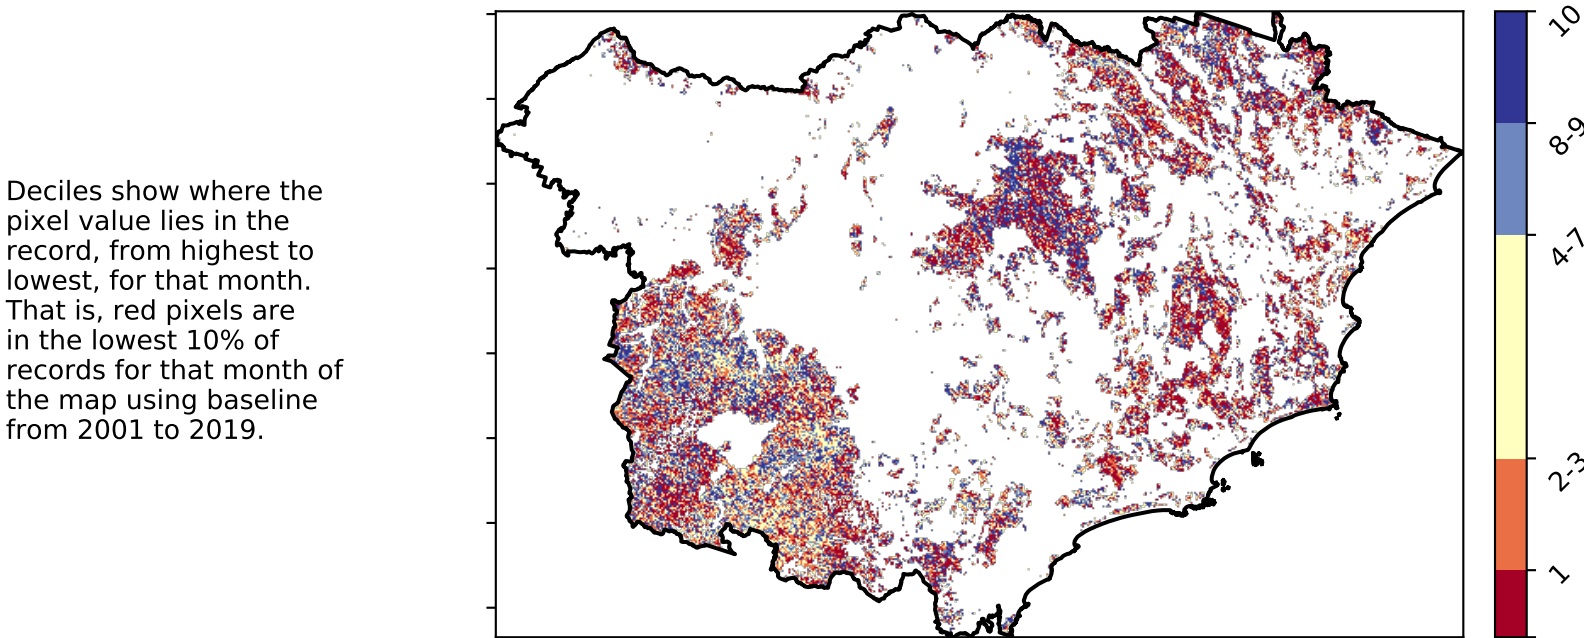 Deciles show where the
pixel value lies in the
record, from highest to
lowest, for that month.
That is, red pixels are
in the lowest 10% of
records for that month of
the map using baseline
from 2001 to 2019.
10
8-9
4-7
2-3
1